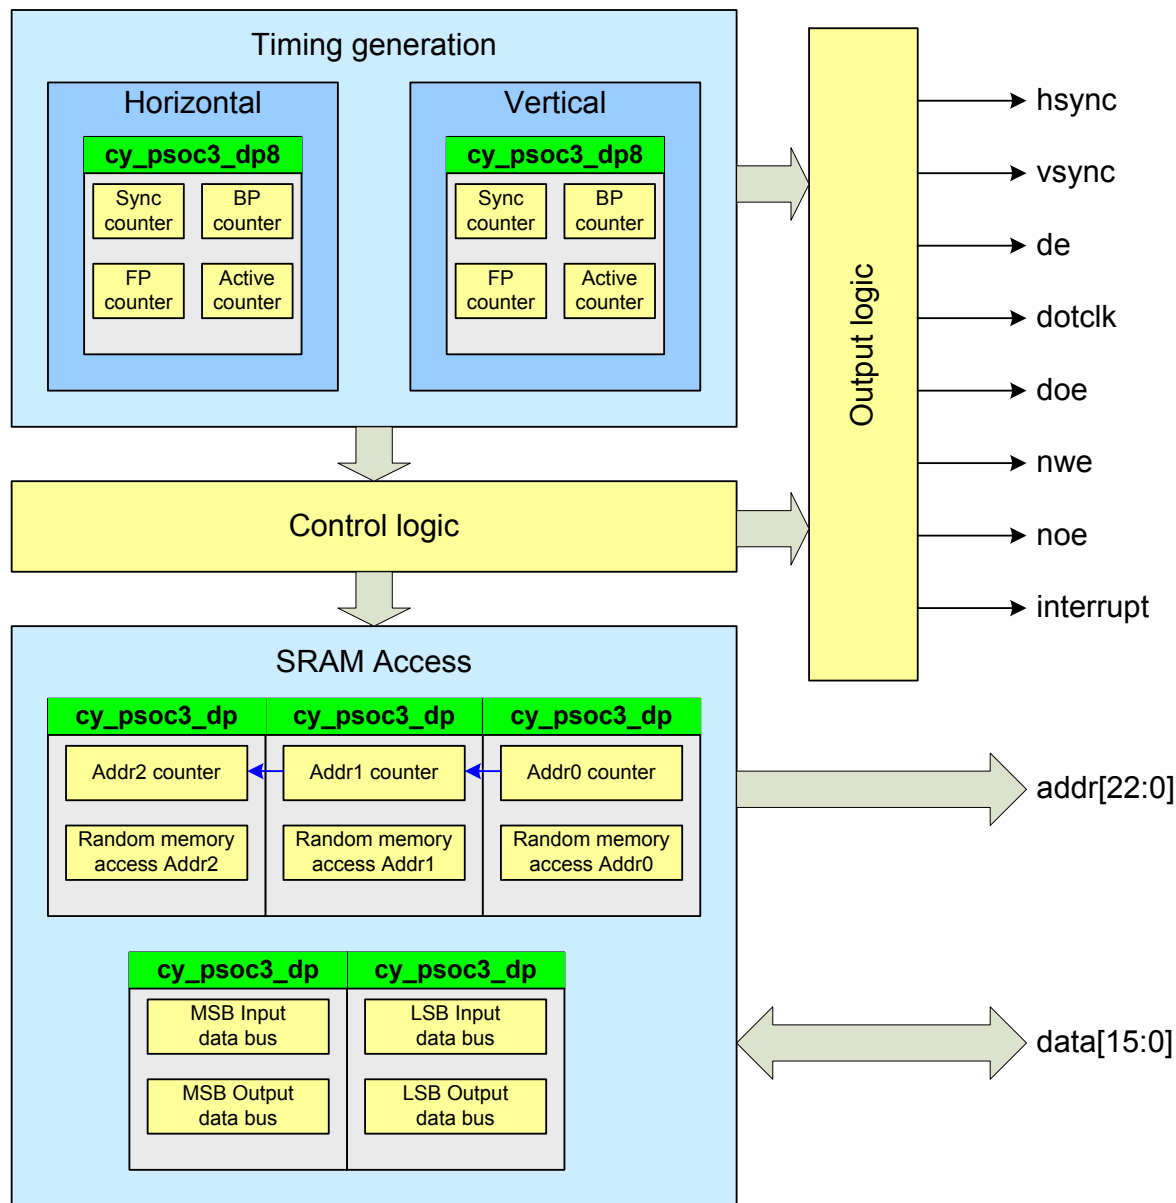 Timing generation
Horizontal
Vertical
cy_psoc3_dp8
cy_psoc3_dp8
Sync
counter
BP
counter
FP
counter
Active
counter
Sync
counter
BP
counter
FP
counter
Active
counter
Output logic
hsync
vsync
de
dotclk
doe
nwe
noe
interrupt
Control logic
SRAM Access
cy_psoc3_dp
cy_psoc3_dp
cy_psoc3_dp
Addr2 counter
Addr1 counter
Addr0 counter
Random memory
access Addr2
Random memory
access Addr1
Random memory
access Addr0
addr[22:0]
cy_psoc3_dp
cy_psoc3_dp
MSB Input
data bus
LSB Input
data bus
MSB Output
data bus
LSB Output
data bus
data[15:0]